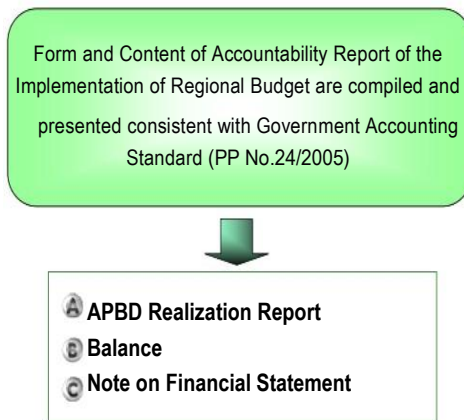 Form and Content of Accountability Report of the
Implementation of Regional Budget are compiled and
presented consistent with Government Accounting
Standard (PP No.24/2005)
A APBD Realization Report
B Balance
C Note on Financial Statement